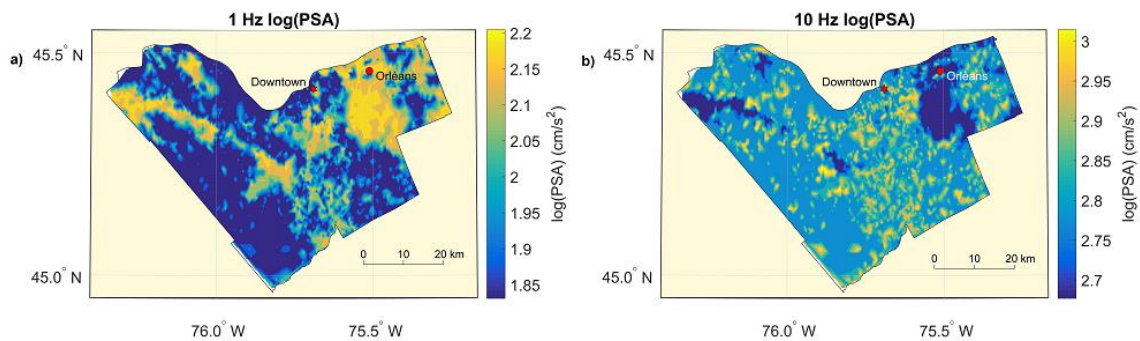 1 Hz log(PSA)
a)
45.5° N
45.0° N
76.0° W
75.5° W
Downtown
Orléans
0 10 20 km
2.2
2.15
2.1
2.05
2
1.95
1.9
1.85
log(PSA) (cm/s²)
10 Hz log(PSA)
b)
45.5° N
45.0° N
76.0° W
75.5° W
Downtown
Orléans
0 10 20 km
3
2.95
2.9
2.85
2.8
2.75
2.7
log(PSA) (cm/s²)